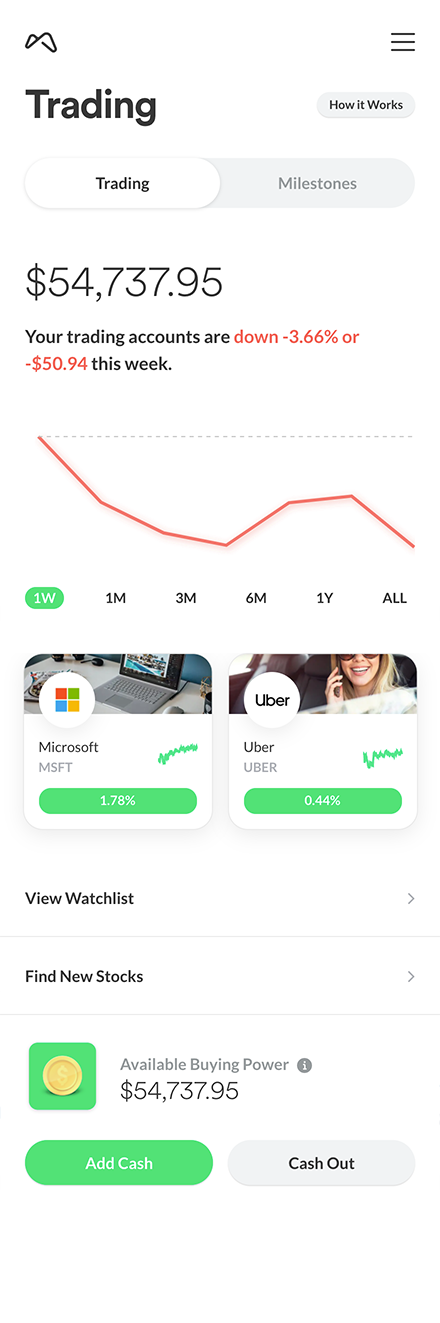 Trading
How it Works
Trading
Milestones
$54,737.95
Your trading accounts are down -3.66% or
-$50.94 this week.
1W
1M
3M
6M
1Y
ALL
Uber
Microsoft
MSFT
1.78%
Uber
UBER
0.44%
View Watchlist
Find New Stocks
Available Buying Power
$54,737.95
Add Cash
Cash Out